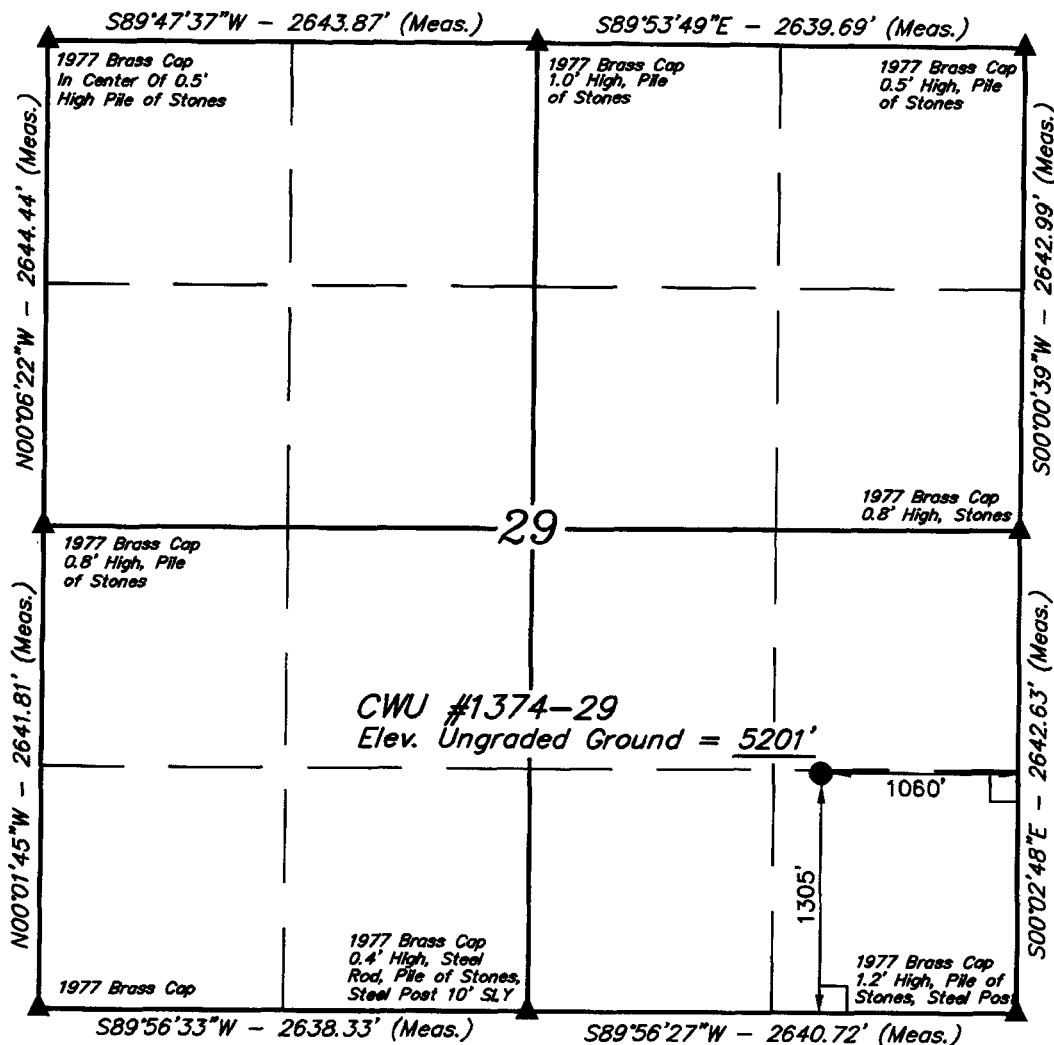 S89°47'37"W - 2643.87' (Meas.)
S89°53'49"E - 2639.69' (Meas.)
1977 Brass Cap
In Center Of 0.5'
High Pile of Stones
1977 Brass Cap
1.0' High, Pile
of Stones
1977 Brass Cap
0.5' High, Pile
of Stones
N00°06'22"W - 2644.44' (Meas.)
S00°00'39"W - 2642.99' (Meas.)
29
1977 Brass Cap
0.8' High, Stones
1977 Brass Cap
0.8' High, Pile
of Stones
N00°01'45"W - 2641.81' (Meas.)
S00°02'48"E - 2642.63' (Meas.)
CWU #1374-29
Elev. Ungraded Ground = 5201'
1060'
1305'
1977 Brass Cap
1977 Brass Cap
0.4' High, Steel
Rod, Pile of Stones,
Steel Post 10' SLY
1977 Brass Cap
1.2' High, Pile of
Stones, Steel Pos
S89°56'33"W - 2638.33' (Meas.)
S89°56'27"W - 2640.72' (Meas.)